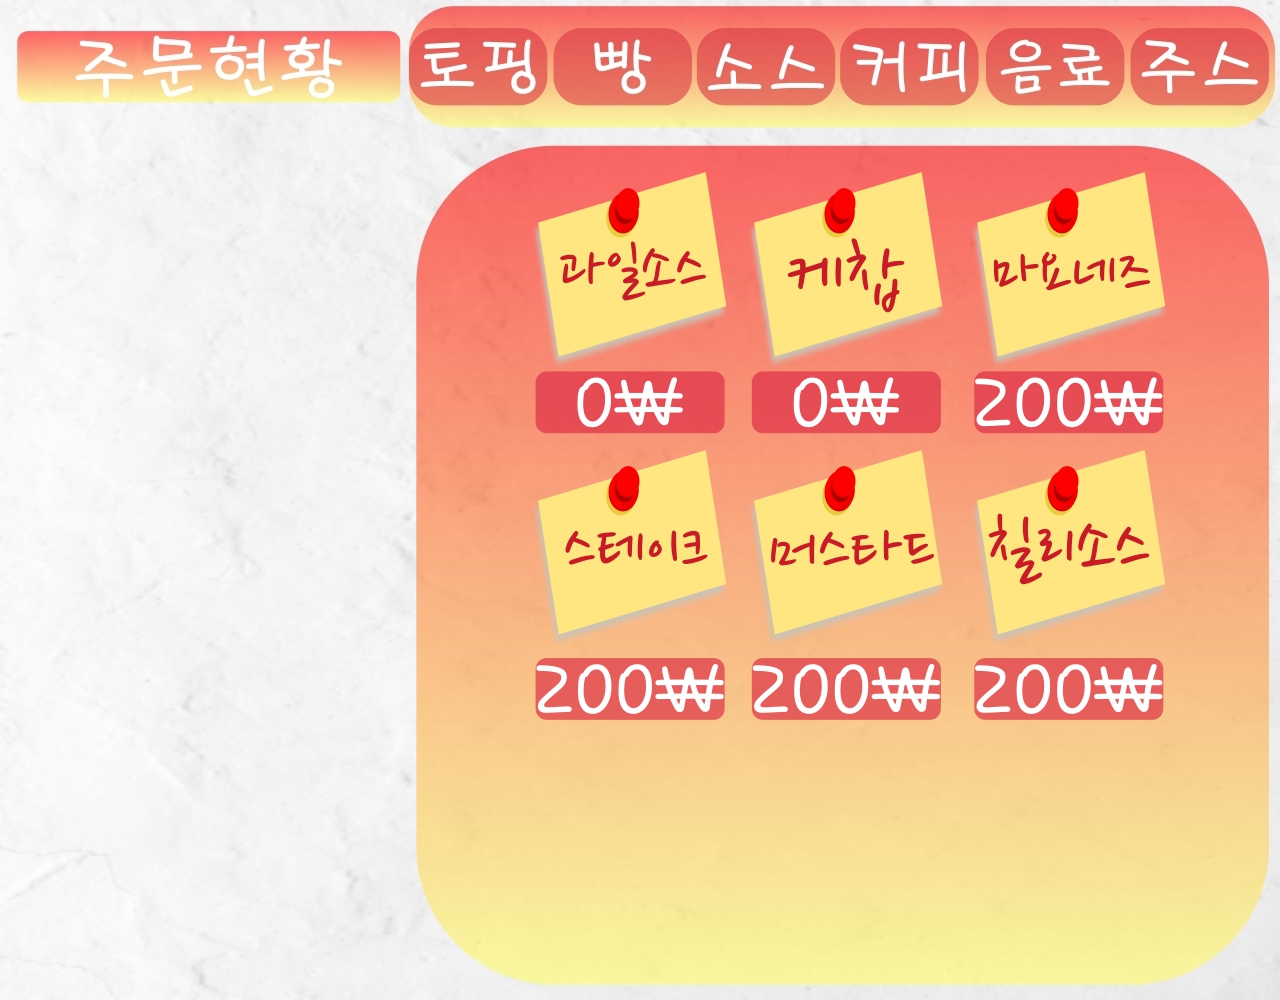 주문현황
토핑 빵 소스 커피 음료 주스
과일소스 케찹 마요네즈
0₩ 0₩ 200₩
스테이크 머스타드 칠리소스
200₩ 200₩ 200₩